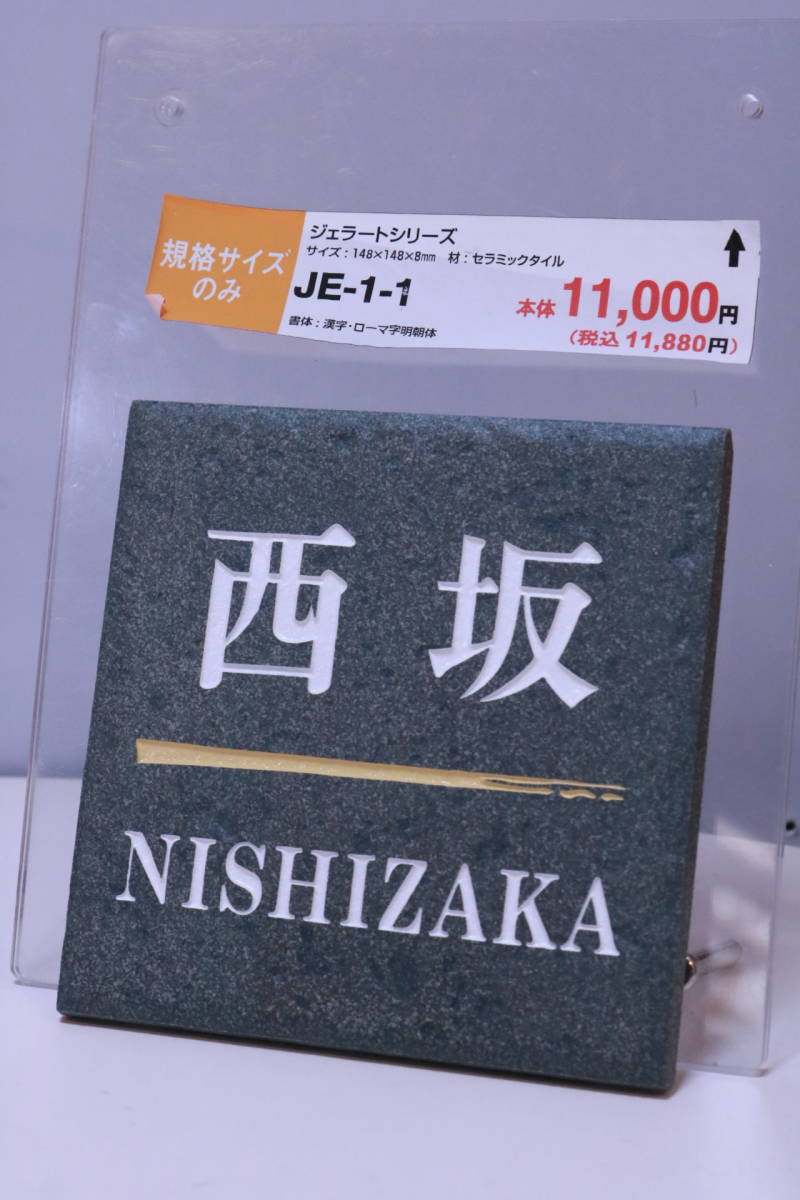 規格サイズ
のみ
ジェラートシリーズ
サイズ：148×148×8mm 材：セラミックタイル
JE-1-1
書体：漢字・ローマ字明朝体
本体 11,000円
（税込 11,880円）
西 坂
NISHIZAKA